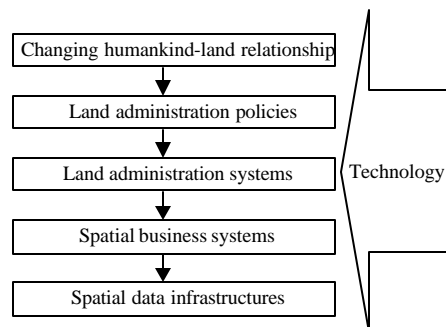 Changing humankind-land relationship
Land administration policies
Land administration systems
Technology
Spatial business systems
Spatial data infrastructures